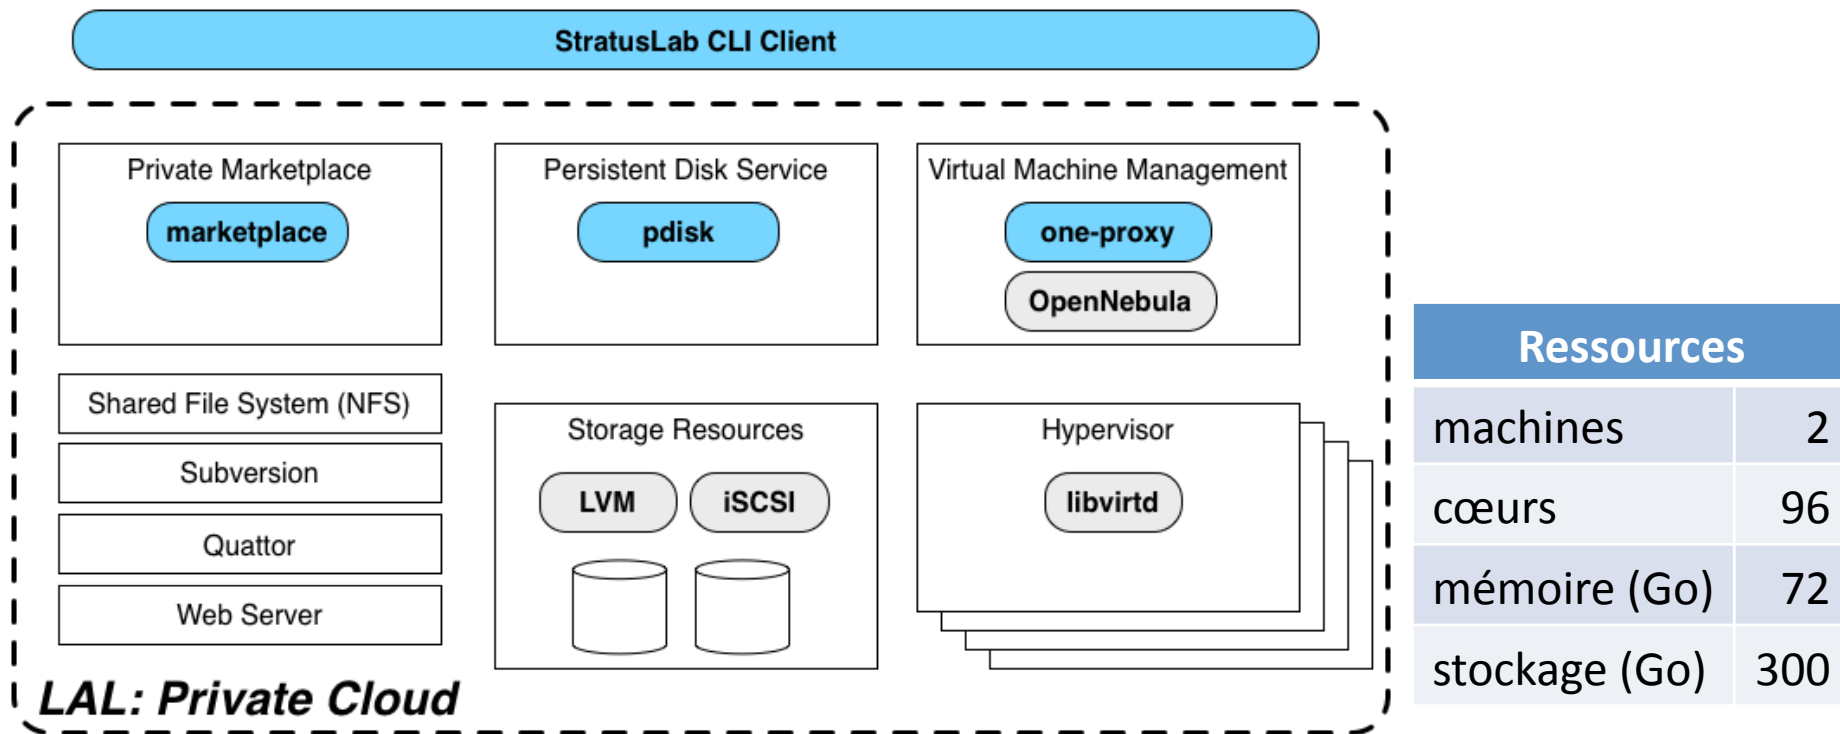 StratusLab CLI Client
Private Marketplace
marketplace
Persistent Disk Service
pdisk
Virtual Machine Management
one-proxy
OpenNebula
Shared File System (NFS)
Subversion
Quattor
Web Server
Storage Resources
LVM
iSCSI
Hypervisor
libvirtd
LAL: Private Cloud
Ressources
machines 2
cœurs 96
mémoire (Go) 72
stockage (Go) 300